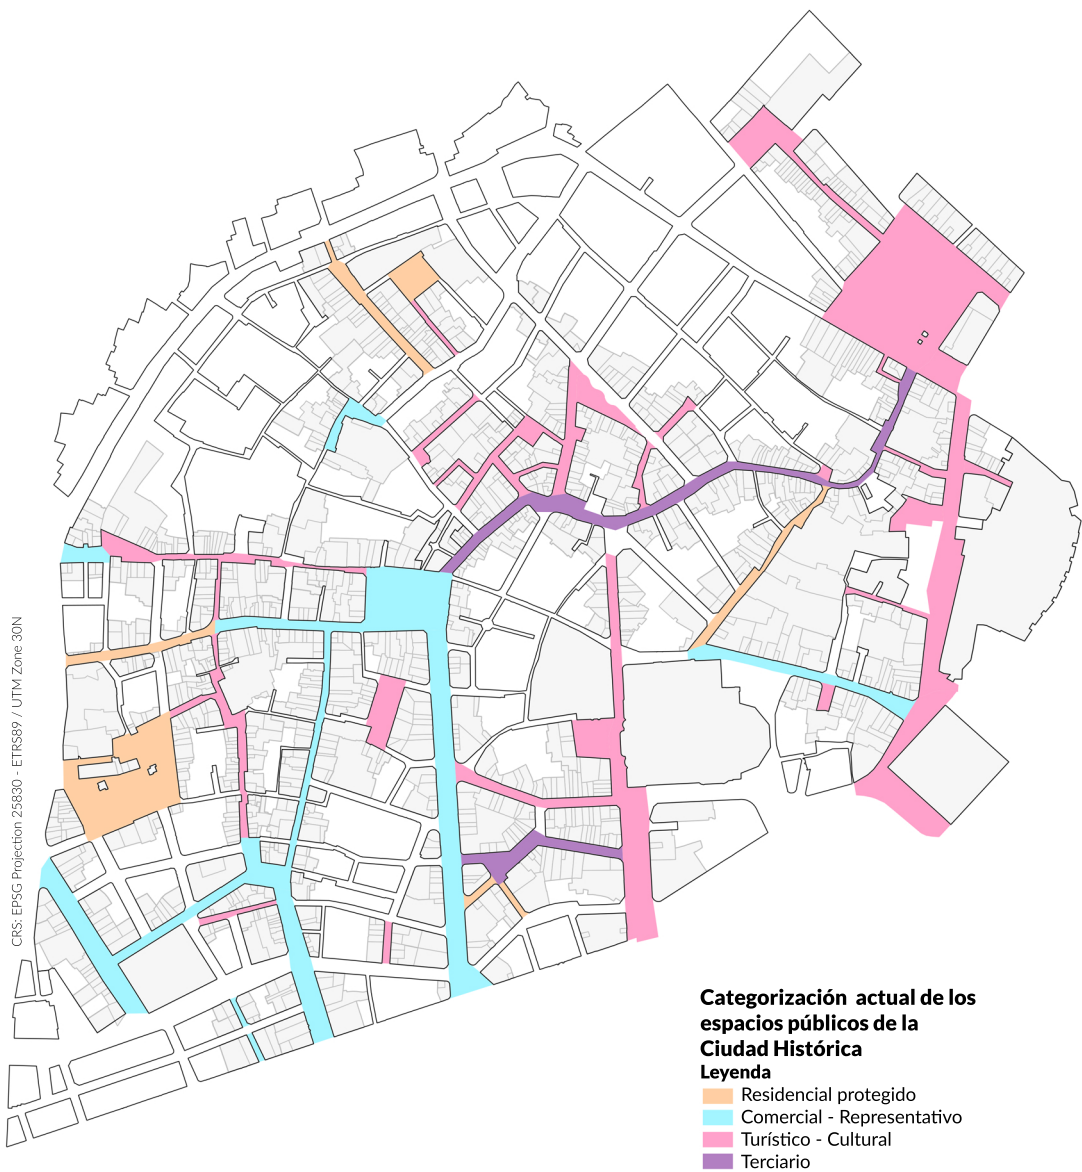 CRS: EPSG Projection 25830 - ETRS89 / UTM Zone 30N
Categorización actual de los
espacios públicos de la
Ciudad Histórica
Leyenda
Residencial protegido
Comercial - Representativo
Turístico - Cultural
Terciario